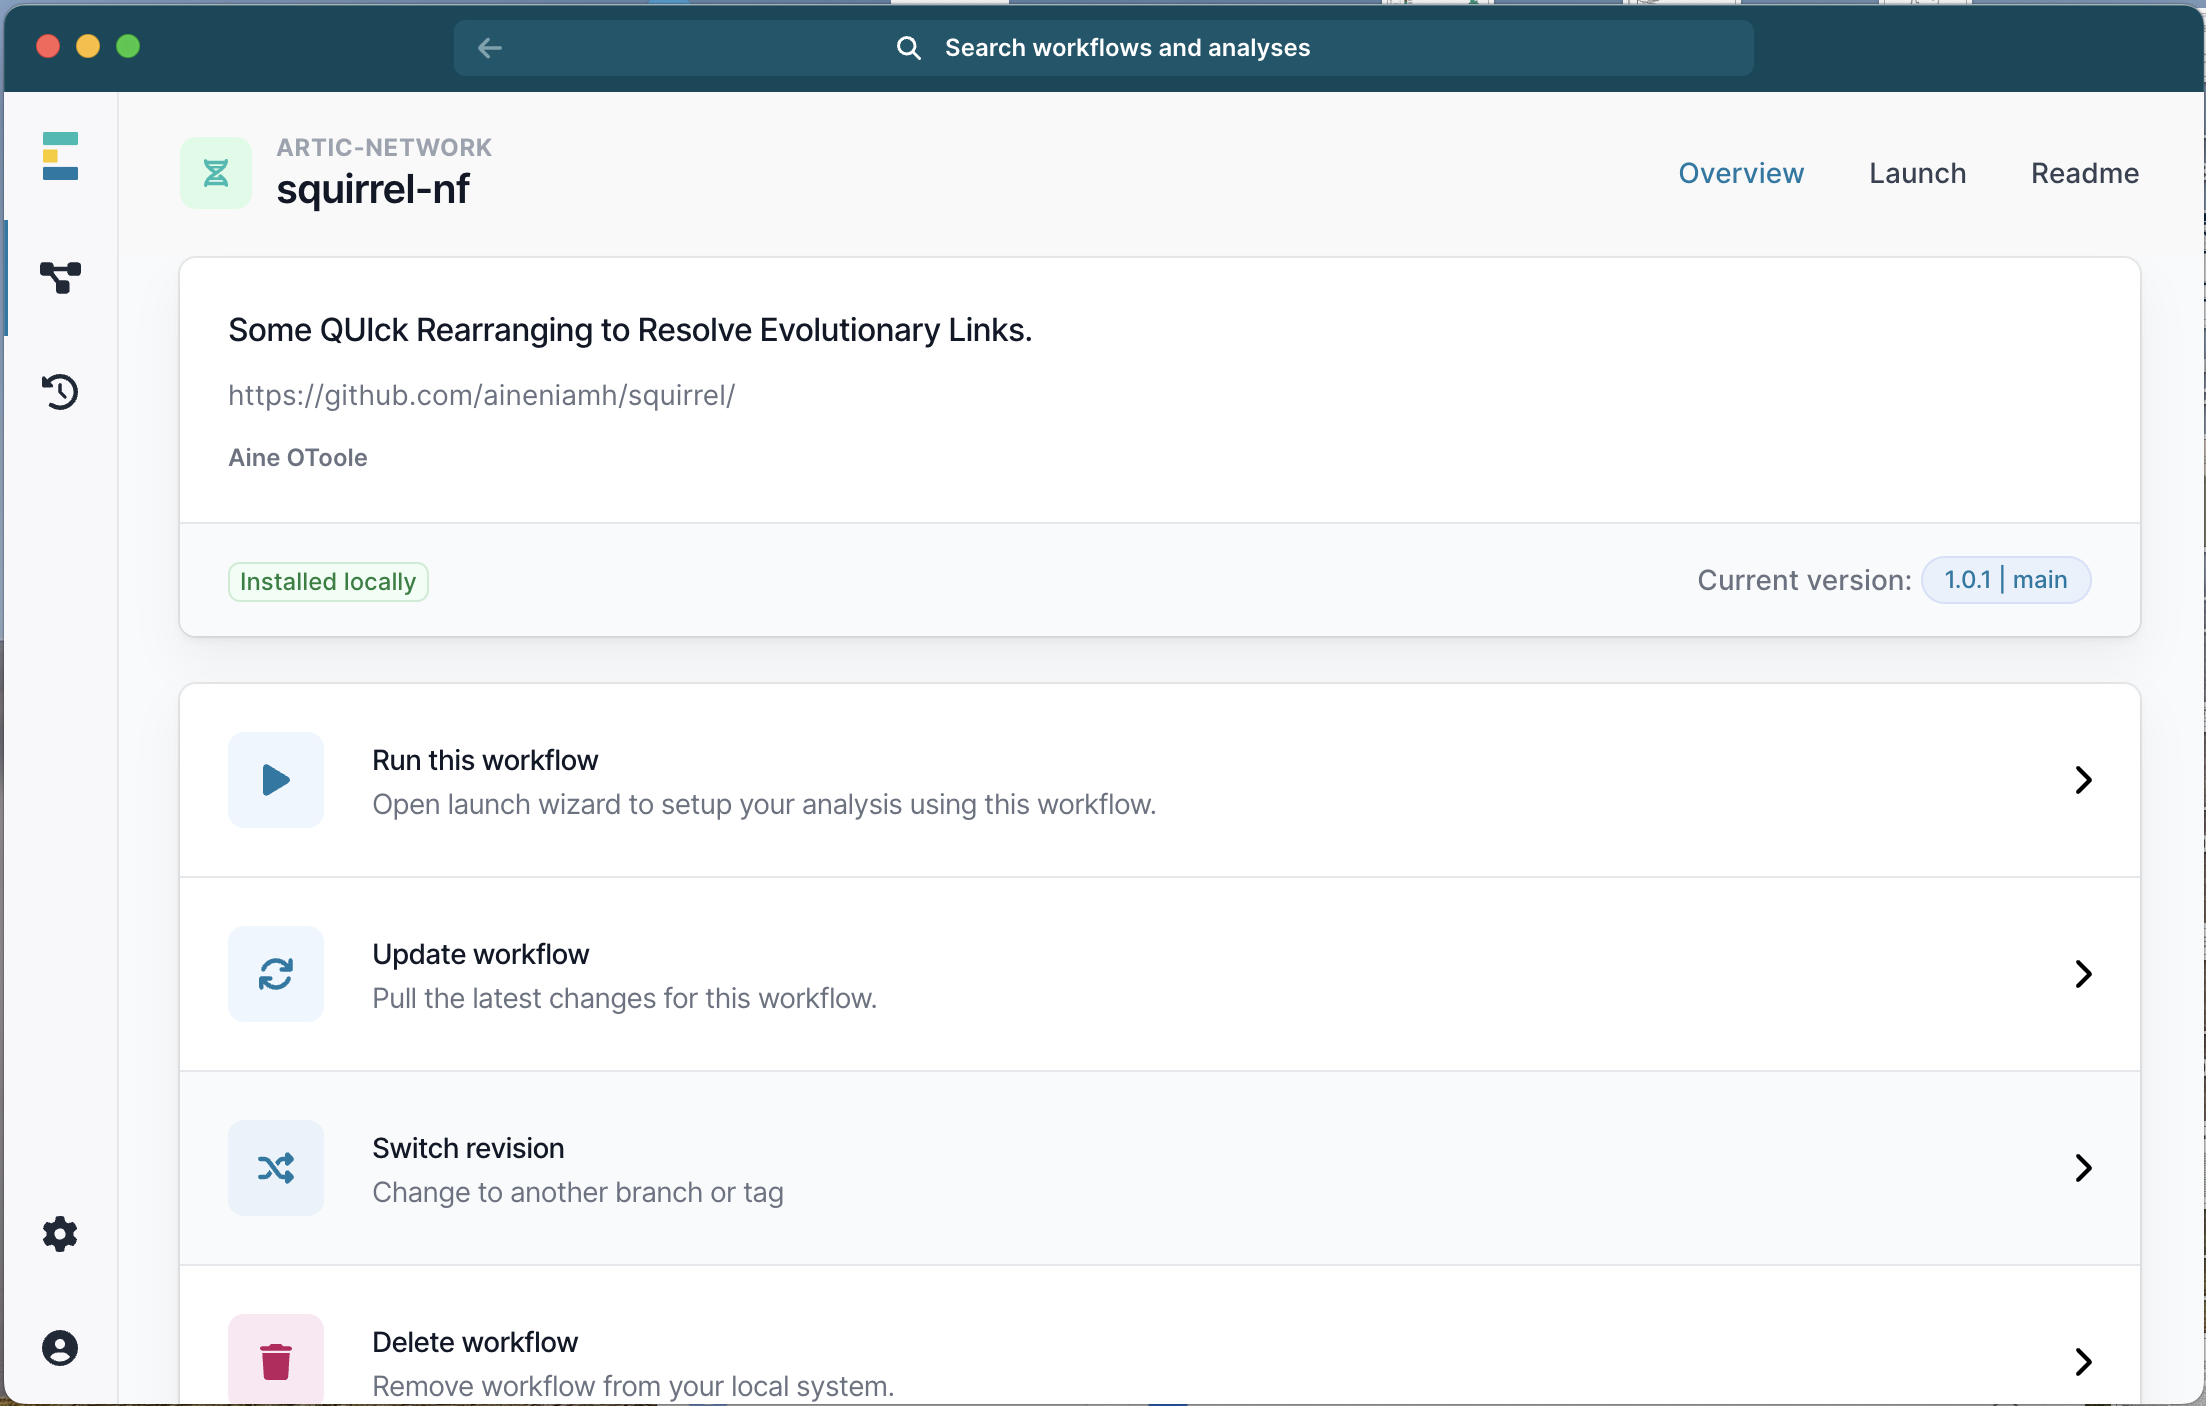 Search workflows and analyses
ARTIC-NETWORK
squirrel-nf
Overview
Launch
Readme
Some QUIck Rearranging to Resolve Evolutionary Links.
https://github.com/aineniamh/squirrel/
Aine OToole
Installed locally
Current version: 1.0.1 | main
Run this workflow
Open launch wizard to setup your analysis using this workflow.
Update workflow
Pull the latest changes for this workflow.
Switch revision
Change to another branch or tag
Delete workflow
Remove workflow from your local system.